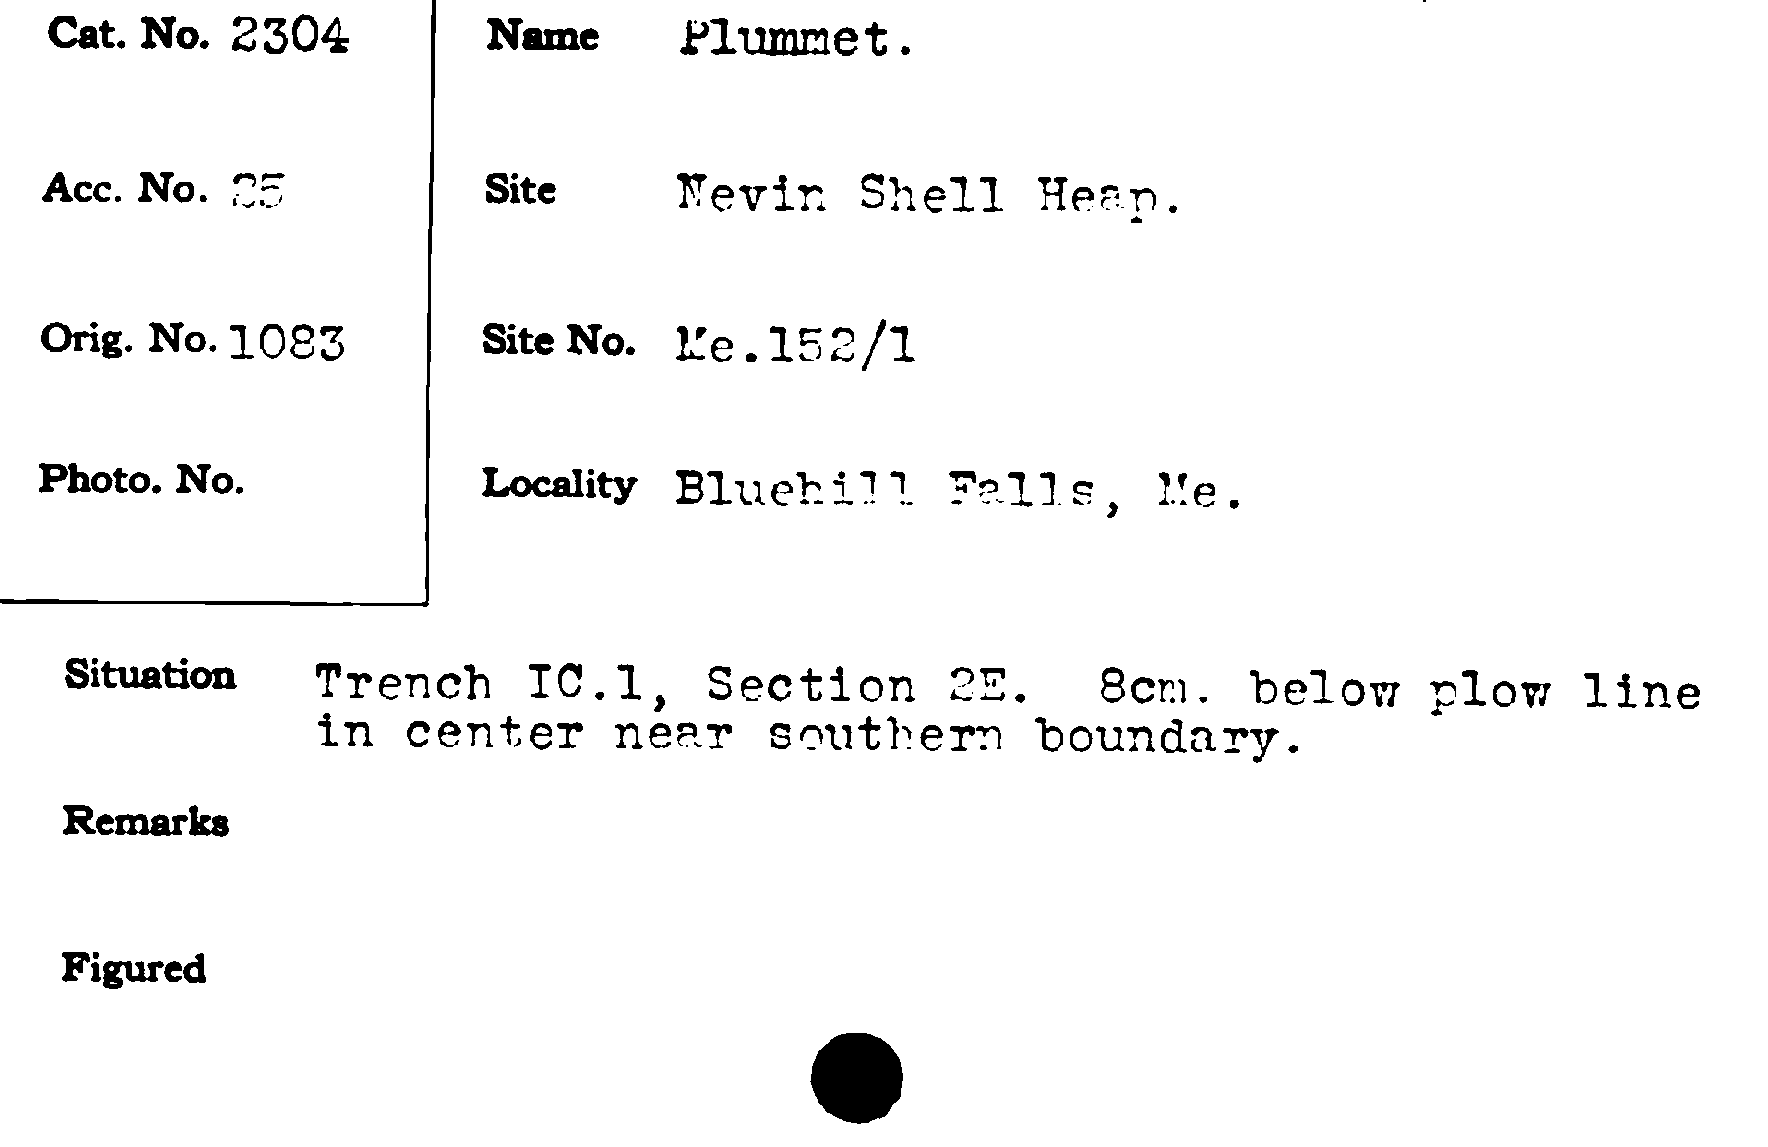 Cat. No. 2304
Name Plummet.
Acc. No. 25
Site Nevin Shell Heap.
Orig. No. 1083
Site No. Me.152/1
Photo. No.
Locality Bluehill Falls, Me.
Situation Trench IC.1, Section 2E. 8cm. below plow line
in center near southern boundary.
Remarks
Figured